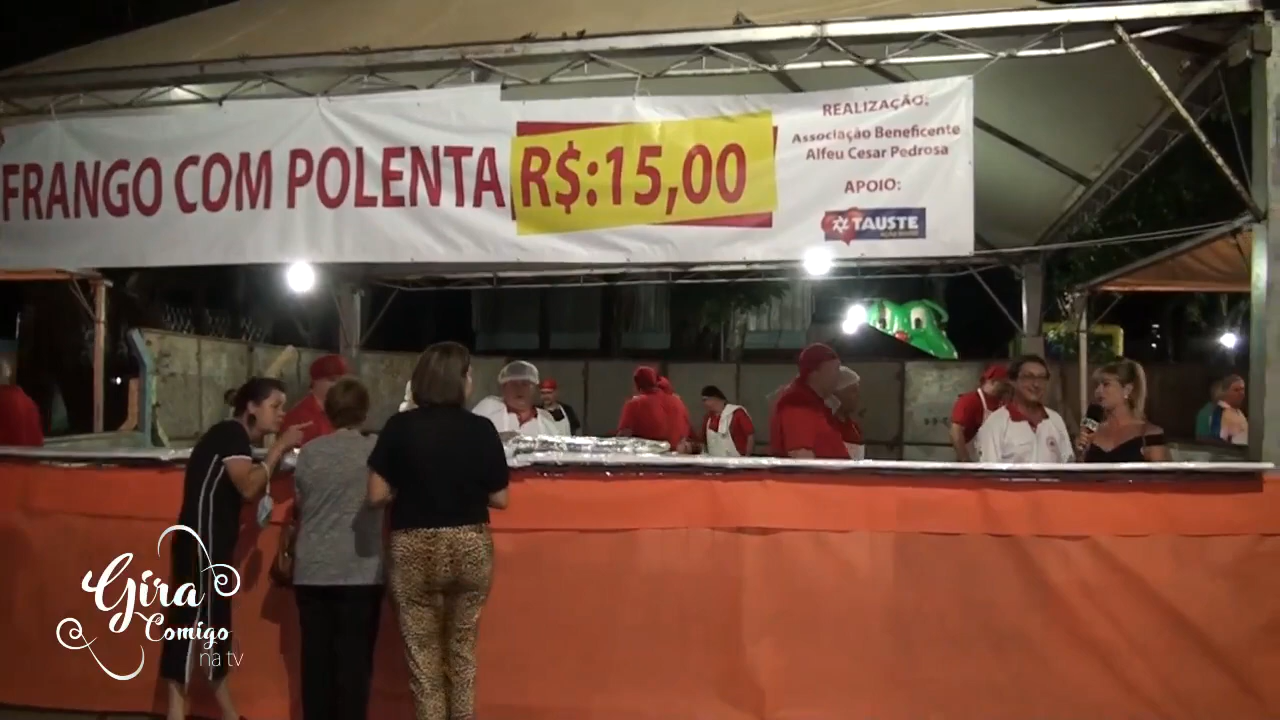 FRANGO COM POLENTA R$:15,00
REALIZAÇÃO:
Associação Beneficente
Alfeu Cesar Pedrosa
APOIO:
TAUSTE
Gira
Comigo
na tv